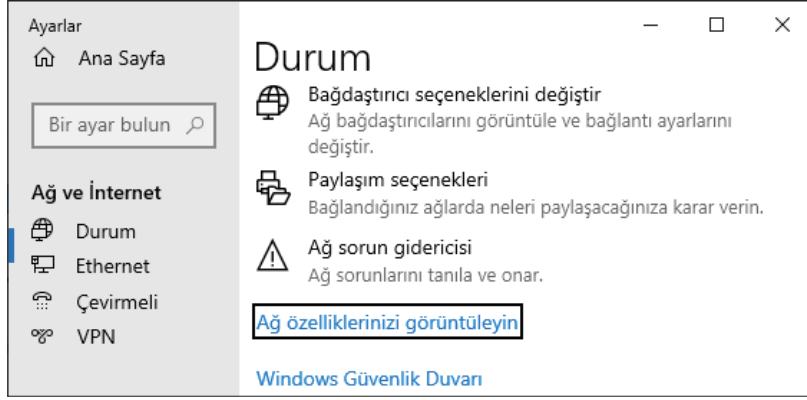 Ayarlar
Ana Sayfa
Bir ayar bulun
Ağ ve İnternet
Durum
Ethernet
Çevirmeli
VPN
Durum
Bağdaştırıcı seçeneklerini değiştir
Ağ bağdaştırıcılarını görüntüle ve bağlantı ayarlarını
değiştir.
Paylaşım seçenekleri
Bağlandığınız ağlarda neleri paylaşacağınıza karar verin.
Ağ sorun gidericisi
Ağ sorunlarını tanıla ve onar.
Ağ özelliklerinizi görüntüleyin
Windows Güvenlik Duvarı